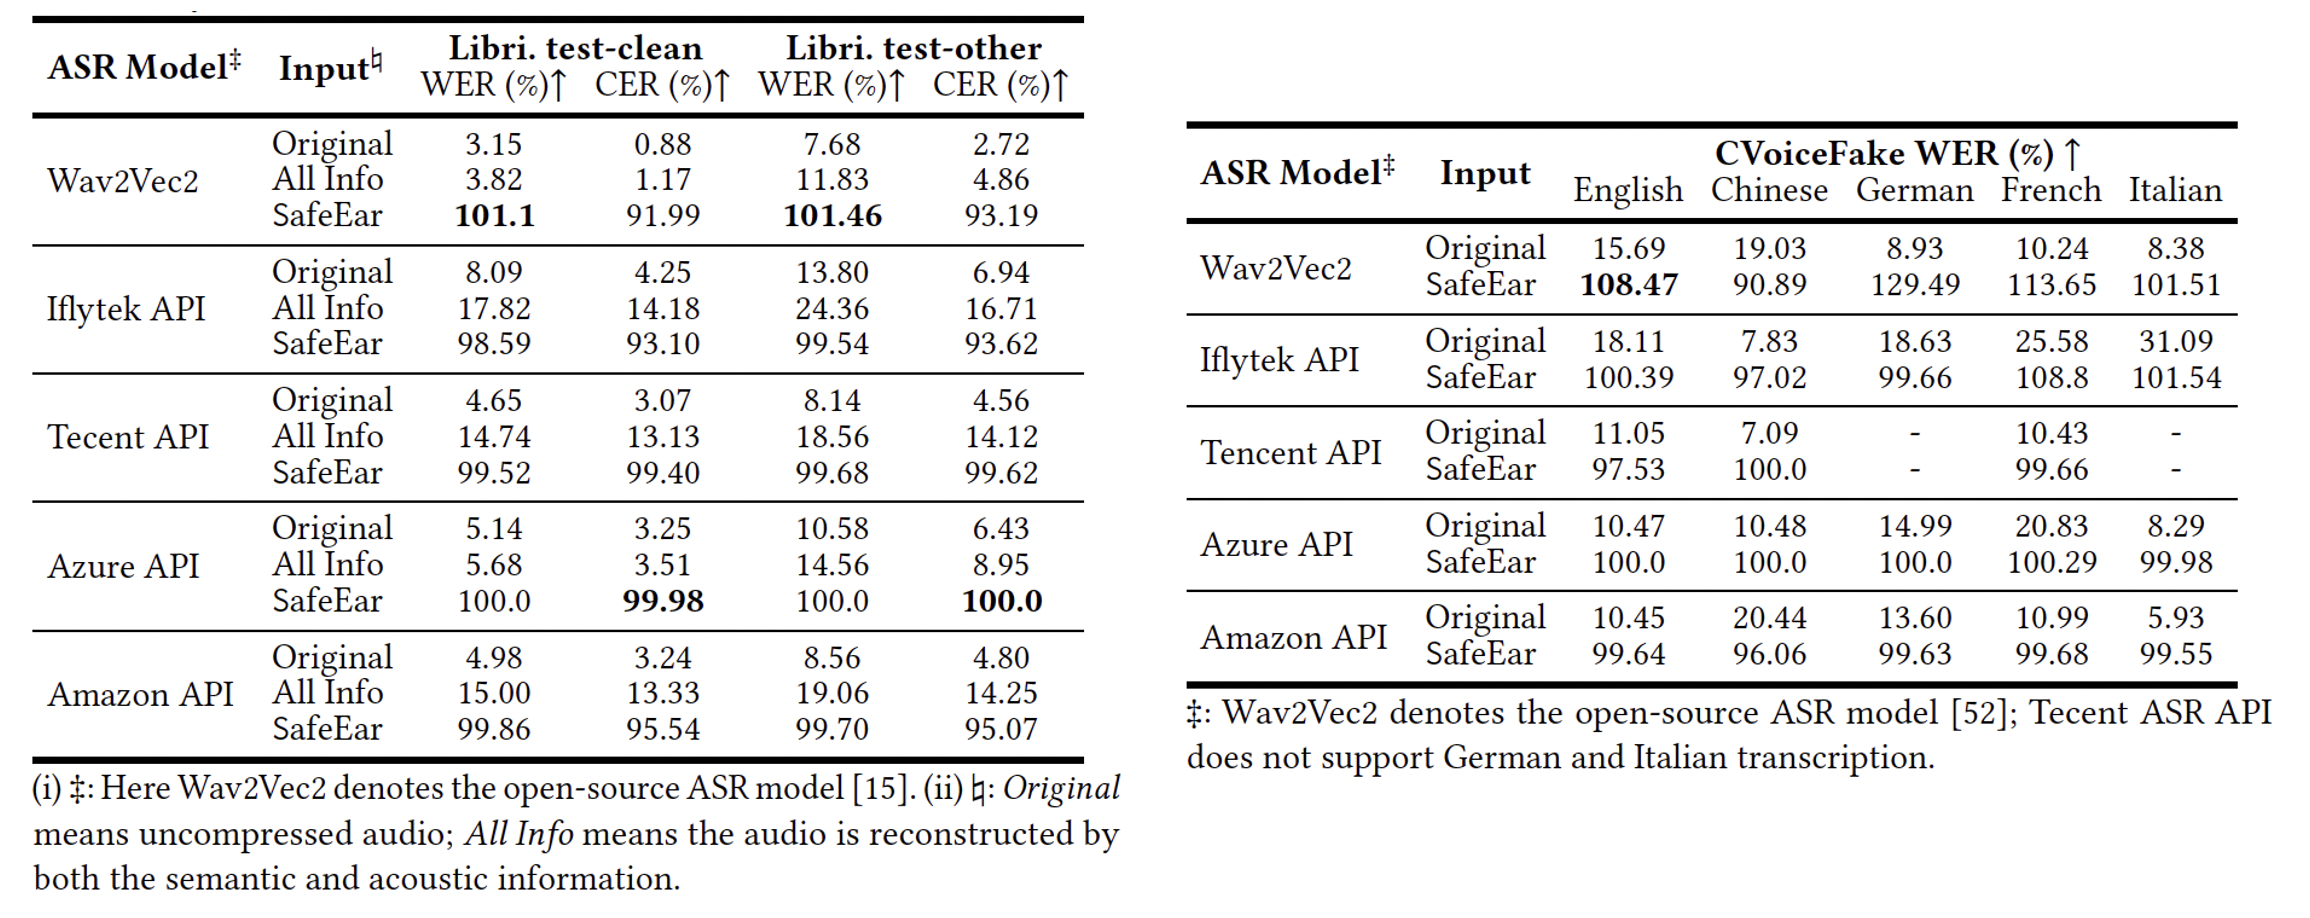 ASR Model‡ Input♮ Libri. test-clean Libri. test-other
WER (%)↑ CER (%)↑ WER (%)↑ CER (%)↑
Wav2Vec2
Original 3.15 0.88 7.68 2.72
All Info 3.82 1.17 11.83 4.86
SafeEar 101.1 91.99 101.46 93.19
Iflytek API
Original 8.09 4.25 13.80 6.94
All Info 17.82 14.18 24.36 16.71
SafeEar 98.59 93.10 99.54 93.62
Tecent API
Original 4.65 3.07 8.14 4.56
All Info 14.74 13.13 18.56 14.12
SafeEar 99.52 99.40 99.68 99.62
Azure API
Original 5.14 3.25 10.58 6.43
All Info 5.68 3.51 14.56 8.95
SafeEar 100.0 99.98 100.0 100.0
Amazon API
Original 4.98 3.24 8.56 4.80
All Info 15.00 13.33 19.06 14.25
SafeEar 99.86 95.54 99.70 95.07
(i) ‡: Here Wav2Vec2 denotes the open-source ASR model [15]. (ii) ♮: Original
means uncompressed audio; All Info means the audio is reconstructed by
both the semantic and acoustic information.
ASR Model‡ Input CVoiceFake WER (%) ↑
English Chinese German French Italian
Wav2Vec2
Original 15.69 19.03 8.93 10.24 8.38
SafeEar 108.47 90.89 129.49 113.65 101.51
Iflytek API
Original 18.11 7.83 18.63 25.58 31.09
SafeEar 100.39 97.02 99.66 108.8 101.54
Tencent API
Original 11.05 7.09 - 10.43 -
SafeEar 97.53 100.0 - 99.66 -
Azure API
Original 10.47 10.48 14.99 20.83 8.29
SafeEar 100.0 100.0 100.0 100.29 99.98
Amazon API
Original 10.45 20.44 13.60 10.99 5.93
SafeEar 99.64 96.06 99.63 99.68 99.55
‡: Wav2Vec2 denotes the open-source ASR model [52]; Tecent ASR API
does not support German and Italian transcription.